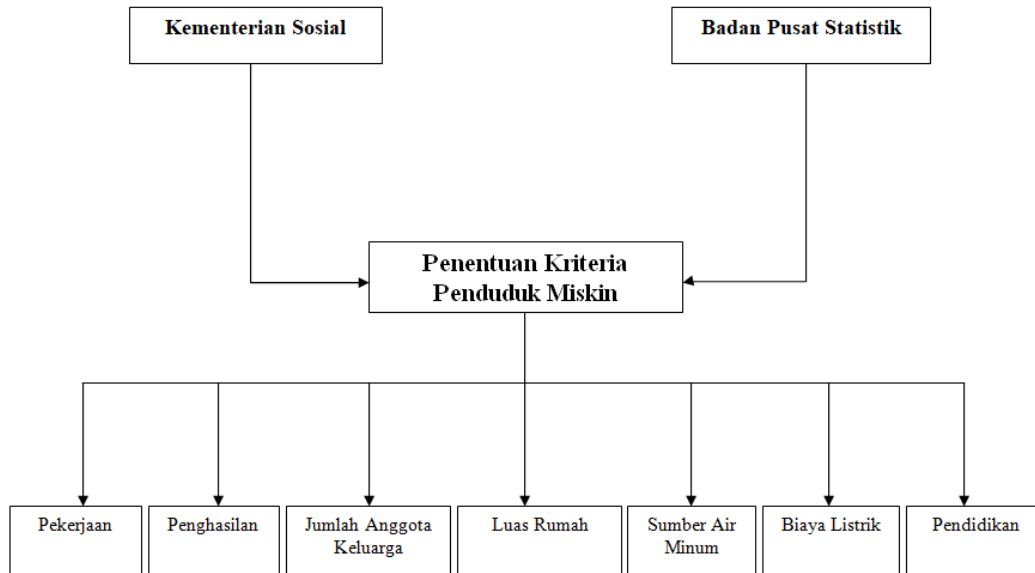 Kementerian Sosial
Badan Pusat Statistik
Penentuan Kriteria
Penduduk Miskin
Pekerjaan
Penghasilan
Jumlah Anggota
Keluarga
Luas Rumah
Sumber Air
Minum
Biaya Listrik
Pendidikan